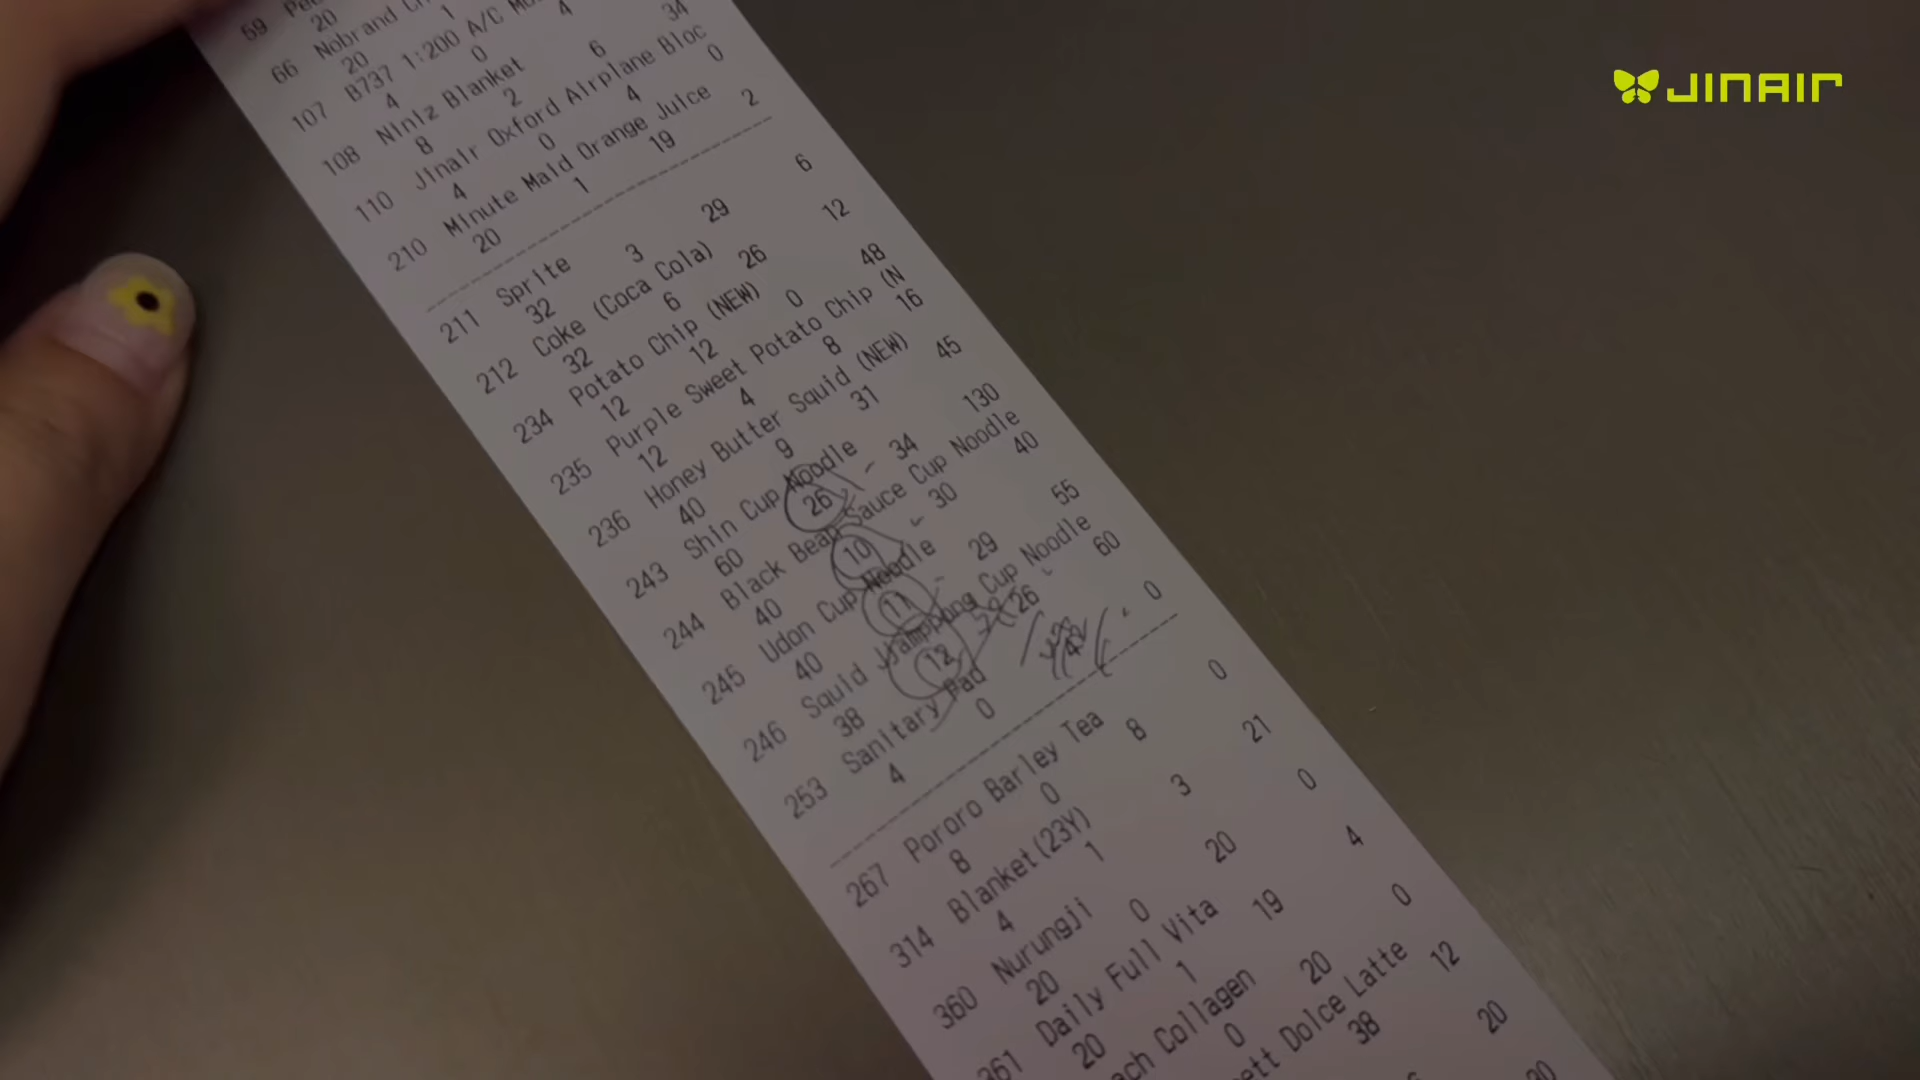 59
20 1
66 Nobrand
20
107 B737 1:200 A/C
4 0 4
108 Niniz Blanket
8 2 6 34
110 Jinair Oxford Airplane Bloc
4 0 4 0
210 Minute Maid Orange Juice
20 1 19 2
211 Sprite
32 3 29 6
212 Coke (Coca Cola)
32 6 26 12
234 Potato Chip (NEW)
12 12 0 48
235 Purple Sweet Potato Chip (N
12 4 8 16
236 Honey Butter Squid (NEW)
40 9 31 45
243 Shin Cup Noodle
60 26 34 130
244 Black Bean Sauce Cup Noodle
40 10 30 40
245 Udon Cup Noodle
40 11 29 55
246 Squid Jjamppong Cup Noodle
38 12 26 60
253 Sanitary Pad
4 0 4 0
267 Pororo Barley Tea
8 0 8 0
314 Blanket(23Y)
4 1 3 21
360 Nurungji
20 0 20 0
361 Daily Full Vita
20 1 19 4
ach Collagen
0 20 0
ett Dolce Latte
38 12
20
JINAIR